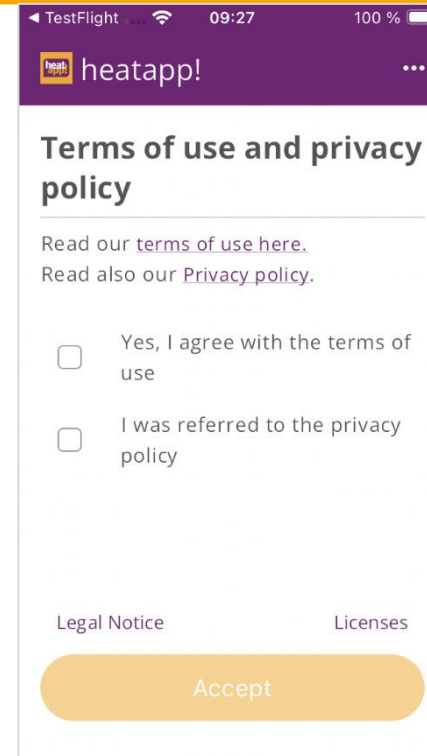 ◄ TestFlight 09:27 100 %
heat app! heatapp! ...
Terms of use and privacy
policy
Read our terms of use here.
Read also our Privacy policy.
Yes, I agree with the terms of
use
I was referred to the privacy
policy
Legal Notice Licenses
Accept